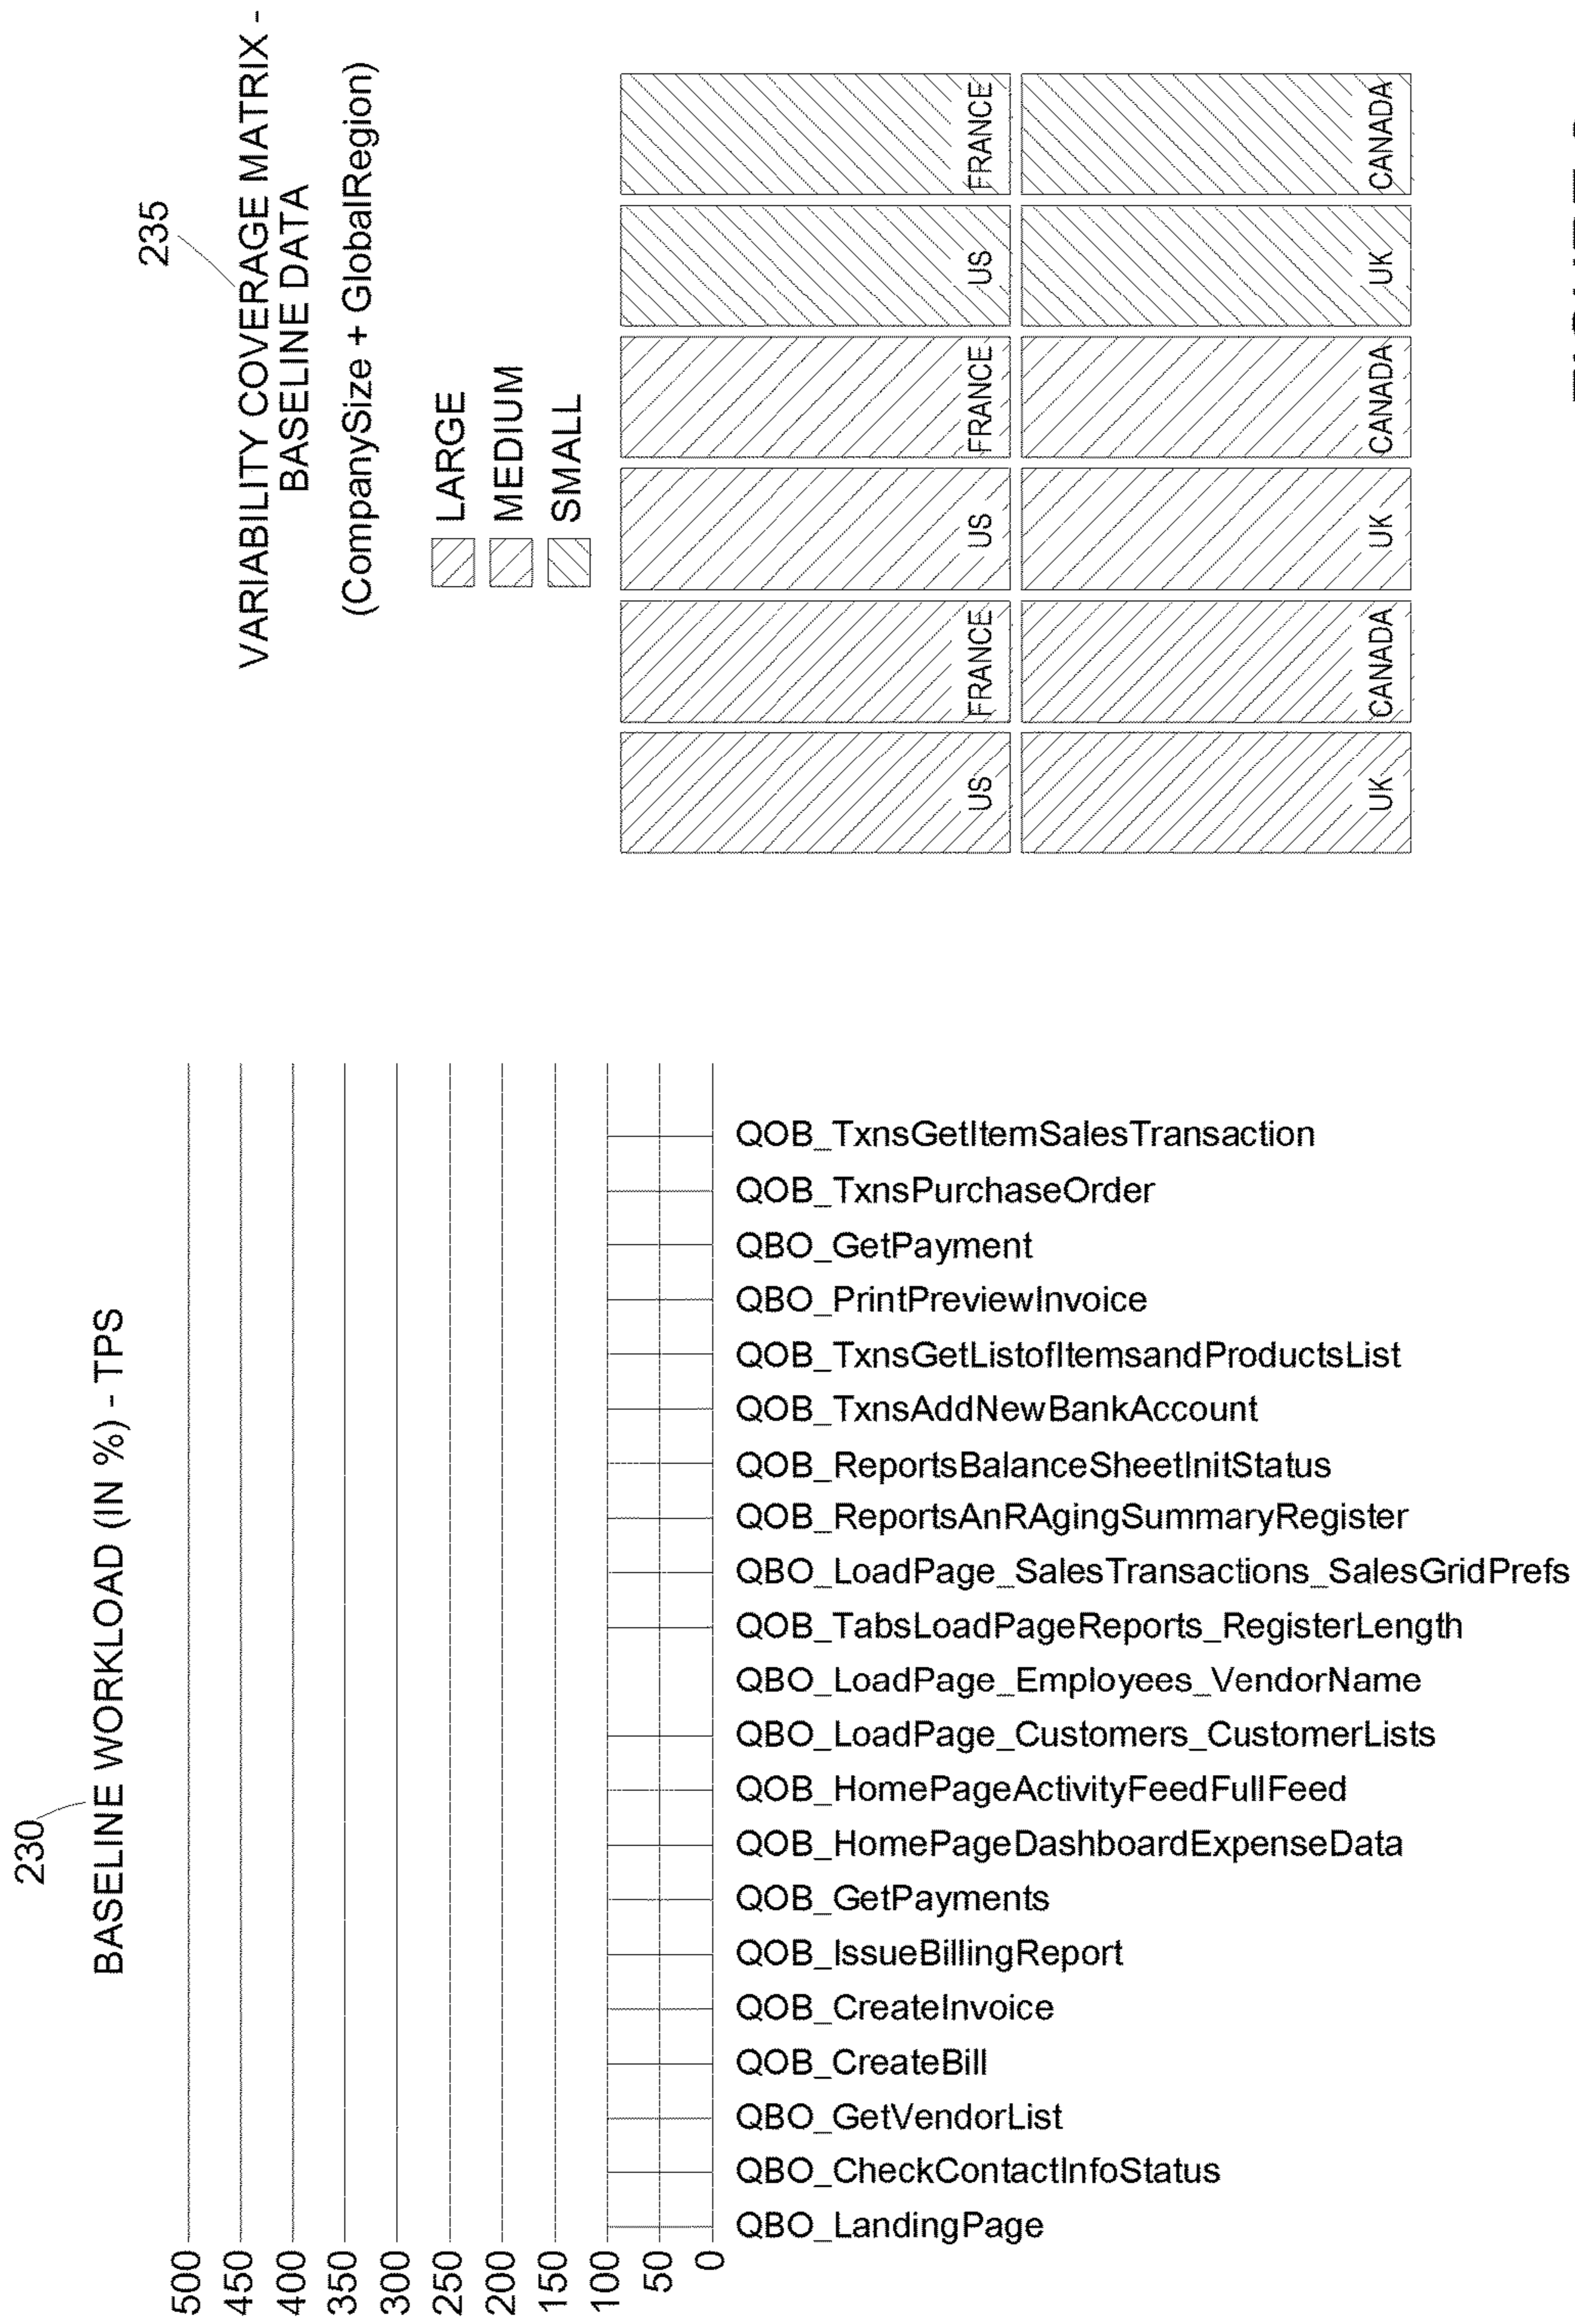 230
BASELINE WORKLOAD (IN %) - TPS
500
450
400
350
300
250
200
150
100
50
0
QBO_LandingPage
QBO_CheckContactInfoStatus
QBO_GetVendorList
QOB_CreateBill
QOB_CreateInvoice
QOB_IssueBillingReport
QOB_GetPayments
QOB_HomePageDashboardExpenseData
QOB_HomePageActivityFeedFullFeed
QBO_LoadPage_Customers_CustomerLists
QBO_LoadPage_Employees_VendorName
QOB_TabsLoadPageReports_RegisterLength
QBO_LoadPage_SalesTransactions_SalesGridPrefs
QOB_ReportsAnRAgingSummaryRegister
QOB_ReportsBalanceSheetInitStatus
QOB_TxnsAddNewBankAccount
QOB_TxnsGetListofItemsandProductsList
QBO_PrintPreviewInvoice
QBO_GetPayment
QOB_TxnsPurchaseOrder
QOB_TxnsGetItemSalesTransaction
235
VARIABILITY COVERAGE MATRIX -
BASELINE DATA
(CompanySize + GlobalRegion)
LARGE
MEDIUM
SMALL
US FRANCE US FRANCE US FRANCE
UK CANADA UK CANADA UK CANADA